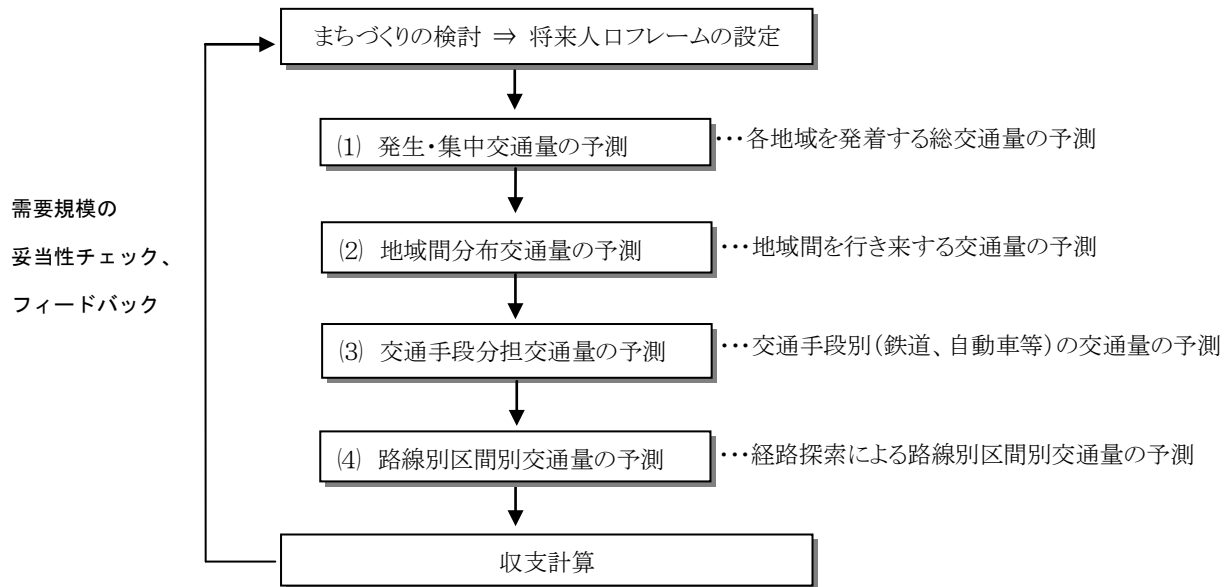 まちづくりの検討 ⇒ 将来人口フレームの設定
(1) 発生・集中交通量の予測
･･･各地域を発着する総交通量の予測
需要規模の
妥当性チェック、
フィードバック
(2) 地域間分布交通量の予測
･･･地域間を行き来する交通量の予測
(3) 交通手段分担交通量の予測
･･･交通手段別(鉄道、自動車等)の交通量の予測
(4) 路線別区間別交通量の予測
･･･経路探索による路線別区間別交通量の予測
収支計算